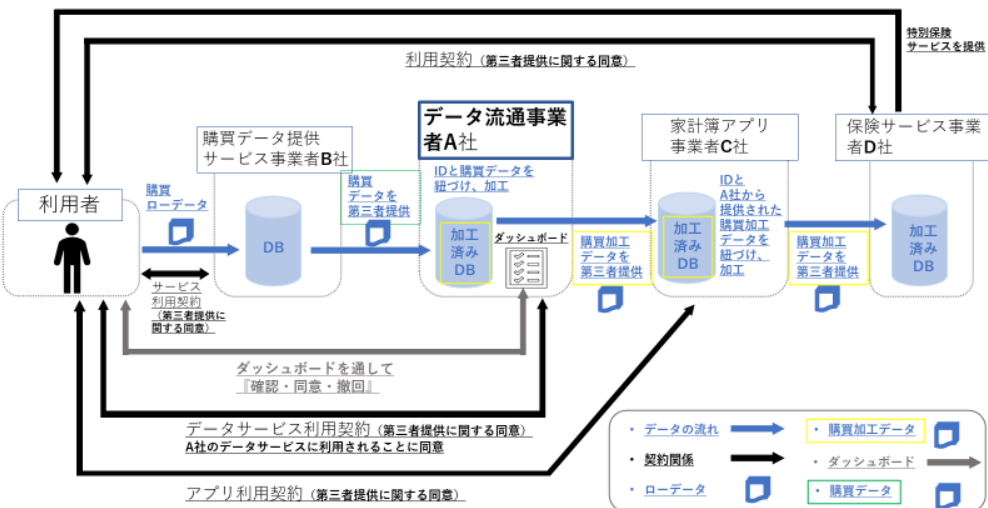 特別保険
サービスを提供
利用契約（第三者提供に関する同意）
データ流通事業
者A社
購買データ提供
サービス事業者B社
家計簿アプリ
事業者C社
保険サービス事業
者D社
利用者
購買
ローデータ
DB
購買
データを
第三者提供
IDと購買データを
紐づけ、加工
加工
済み
DB
ダッシュボード
購買加工
データを
第三者提供
加工
済み
DB
IDと
A社から
提供された
購買加工
データを
紐づけ、
加工
購買加工
データを
第三者提供
DB
サービス
利用契約
（第三者提供に
関する同意）
ダッシュボードを通して
『確認・同意・撤回』
データサービス利用契約（第三者提供に関する同意）
A社のデータサービスに利用されることに同意
アプリ利用契約（第三者提供に関する同意）
・データの流れ
・購買加工データ
・契約関係
・ダッシュボード
・ローデータ
・購買データ